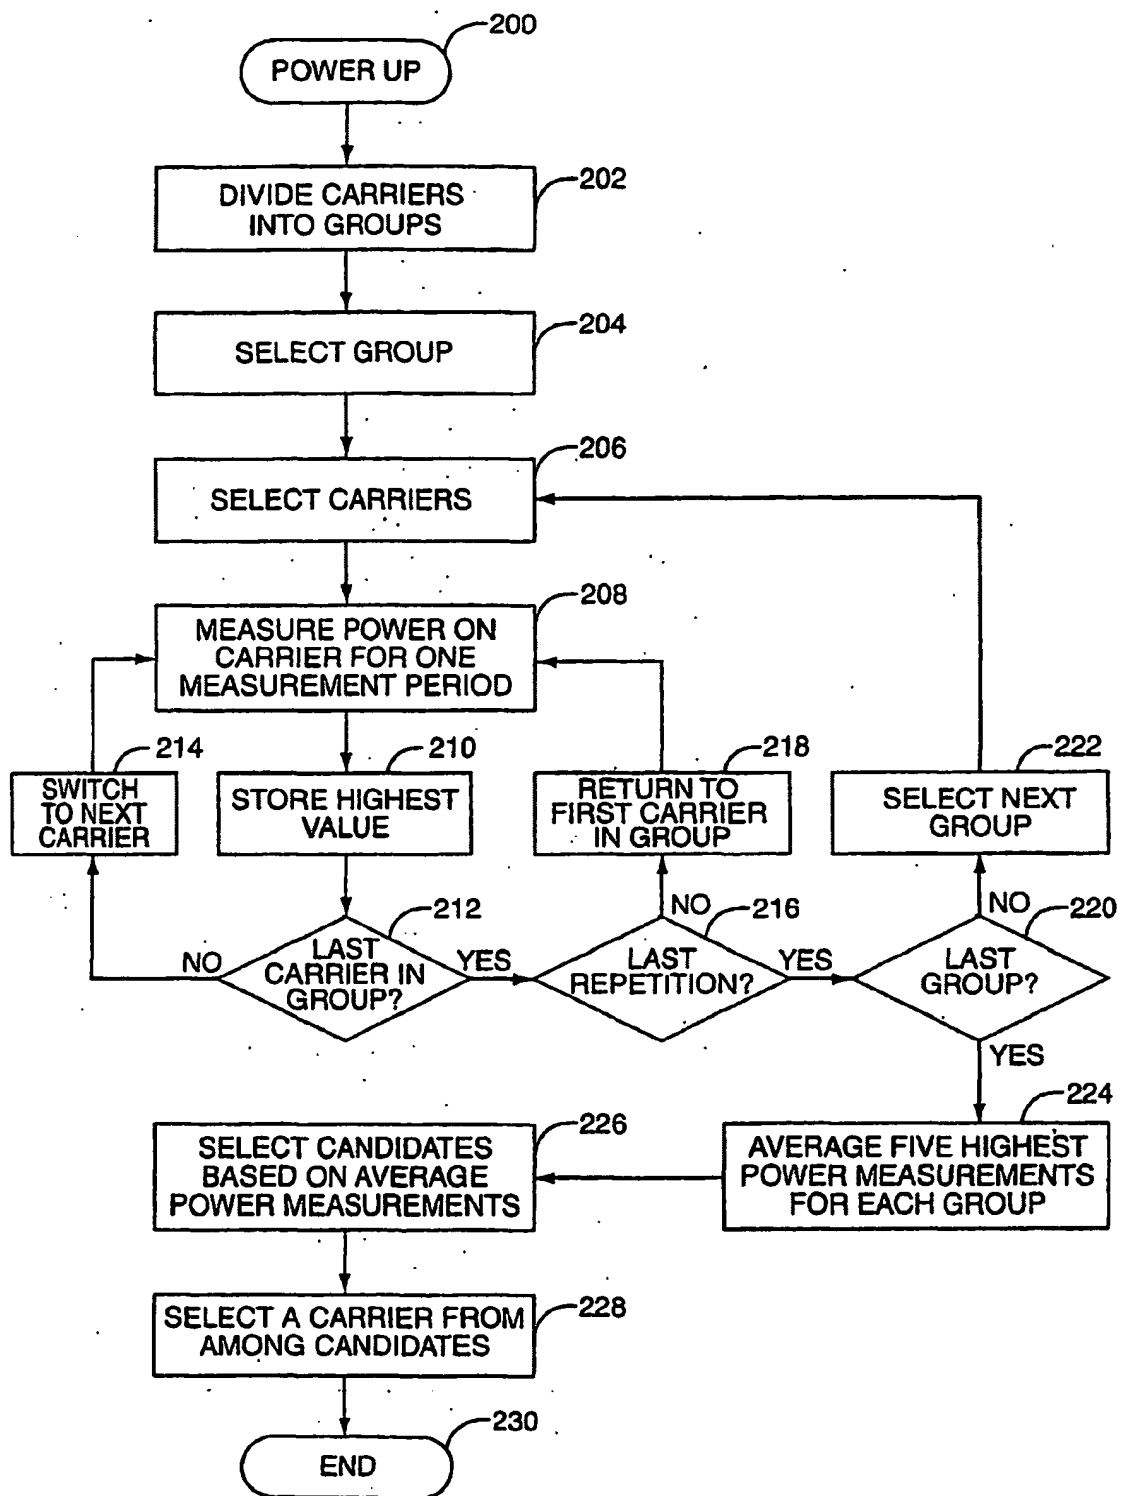 200
POWER UP
202
DIVIDE CARRIERS
INTO GROUPS
204
SELECT GROUP
206
SELECT CARRIERS
208
MEASURE POWER ON
CARRIER FOR ONE
MEASUREMENT PERIOD
214
SWITCH
TO NEXT
CARRIER
210
STORE HIGHEST
VALUE
218
RETURN TO
FIRST CARRIER
IN GROUP
222
SELECT NEXT
GROUP
212
LAST
CARRIER IN
GROUP?
NO
YES
216
LAST
REPETITION?
NO
YES
220
LAST
GROUP?
NO
YES
224
AVERAGE FIVE HIGHEST
POWER MEASUREMENTS
FOR EACH GROUP
226
SELECT CANDIDATES
BASED ON AVERAGE
POWER MEASUREMENTS
228
SELECT A CARRIER FROM
AMONG CANDIDATES
230
END